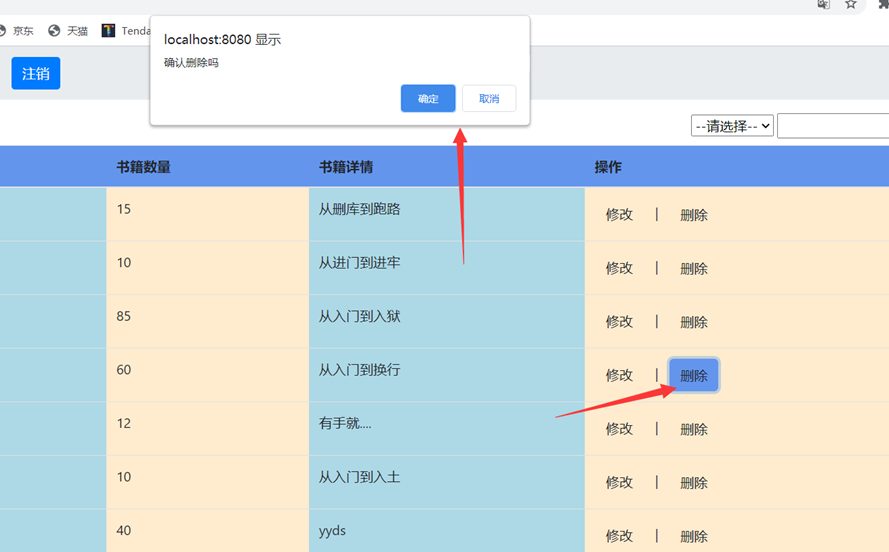 京东 天猫 Tenda
localhost:8080 显示
确认删除吗
确定 取消
注销
--请选择--
书籍数量 书籍详情 操作
15 从删库到跑路 修改 | 删除
10 从进门到进牢 修改 | 删除
85 从入门到入狱 修改 | 删除
60 从入门到换行 修改 | 删除
12 有手就.... 修改 | 删除
10 从入门到入土 修改 | 删除
40 yyds 修改 | 删除